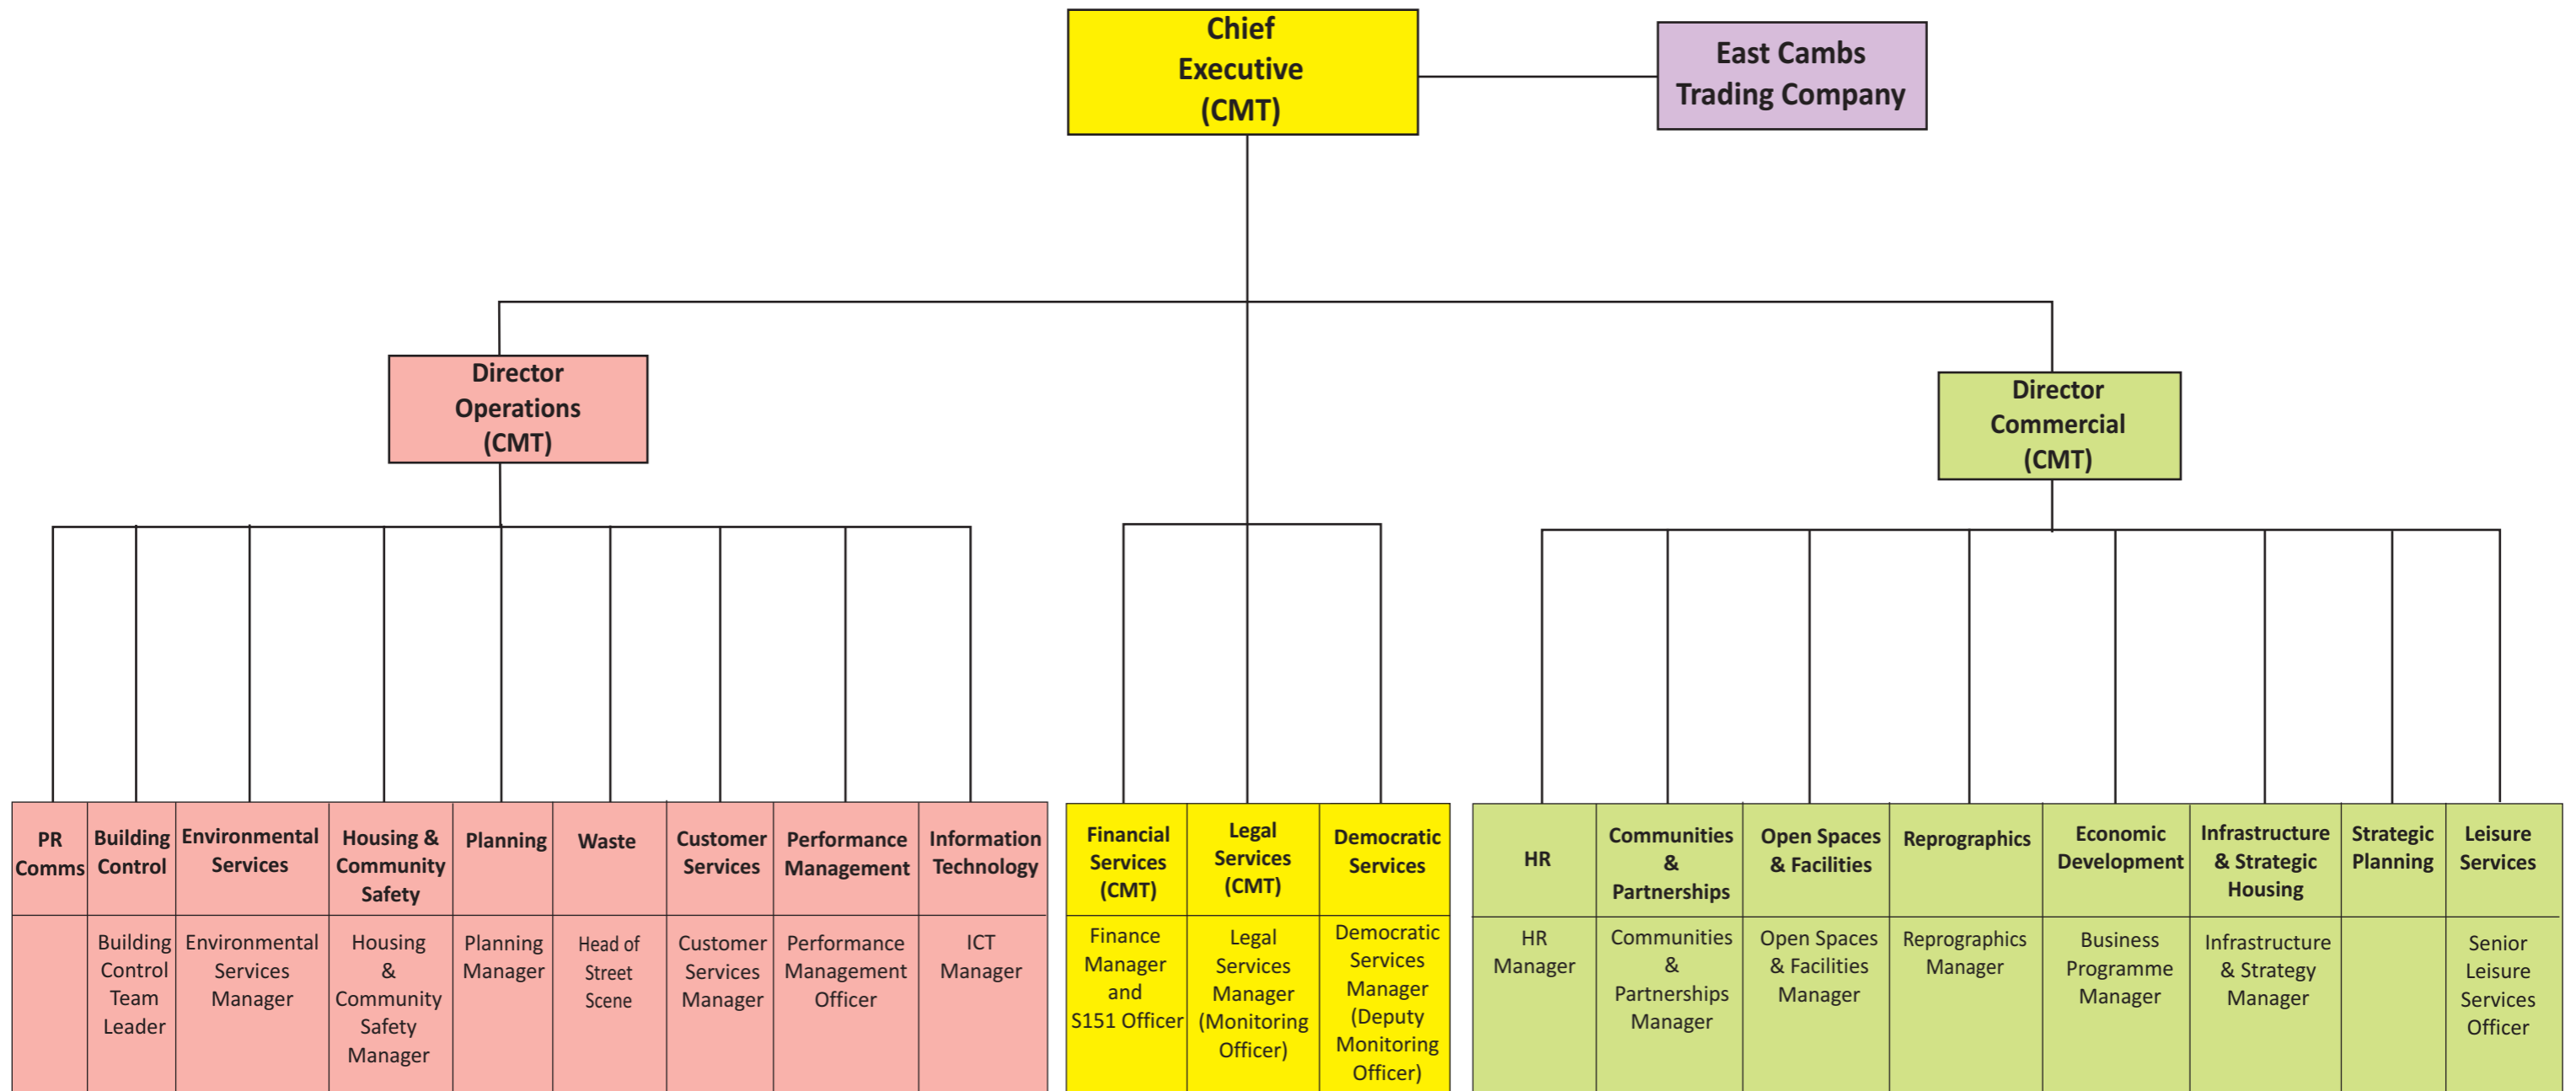 Chief
Executive
(CMT)
East Cambs
Trading Company
Director
Operations
(CMT)
Director
Commercial
(CMT)
PR
Comms
Building
Control
Environmental
Services
Housing &
Community
Safety
Planning
Waste
Customer
Services
Performance
Management
Information
Technology
Financial
Services
(CMT)
Legal
Services
(CMT)
Democratic
Services
HR
Communities
&
Partnerships
Open Spaces
& Facilities
Reprographics
Economic
Development
Infrastructure
& Strategic
Housing
Strategic
Planning
Leisure
Services
Building
Control
Team
Leader
Environmental
Services
Manager
Housing
&
Community
Safety
Manager
Planning
Manager
Head of
Street
Scene
Customer
Services
Manager
Performance
Management
Officer
ICT
Manager
Finance
Manager
and
S151 Officer
Legal
Services
Manager
(Monitoring
Officer)
Democratic
Services
Manager
(Deputy
Monitoring
Officer)
HR
Manager
Communities
&
Partnerships
Manager
Open Spaces
& Facilities
Manager
Reprographics
Manager
Business
Programme
Manager
Infrastructure
& Strategy
Manager
Senior
Leisure
Services
Officer